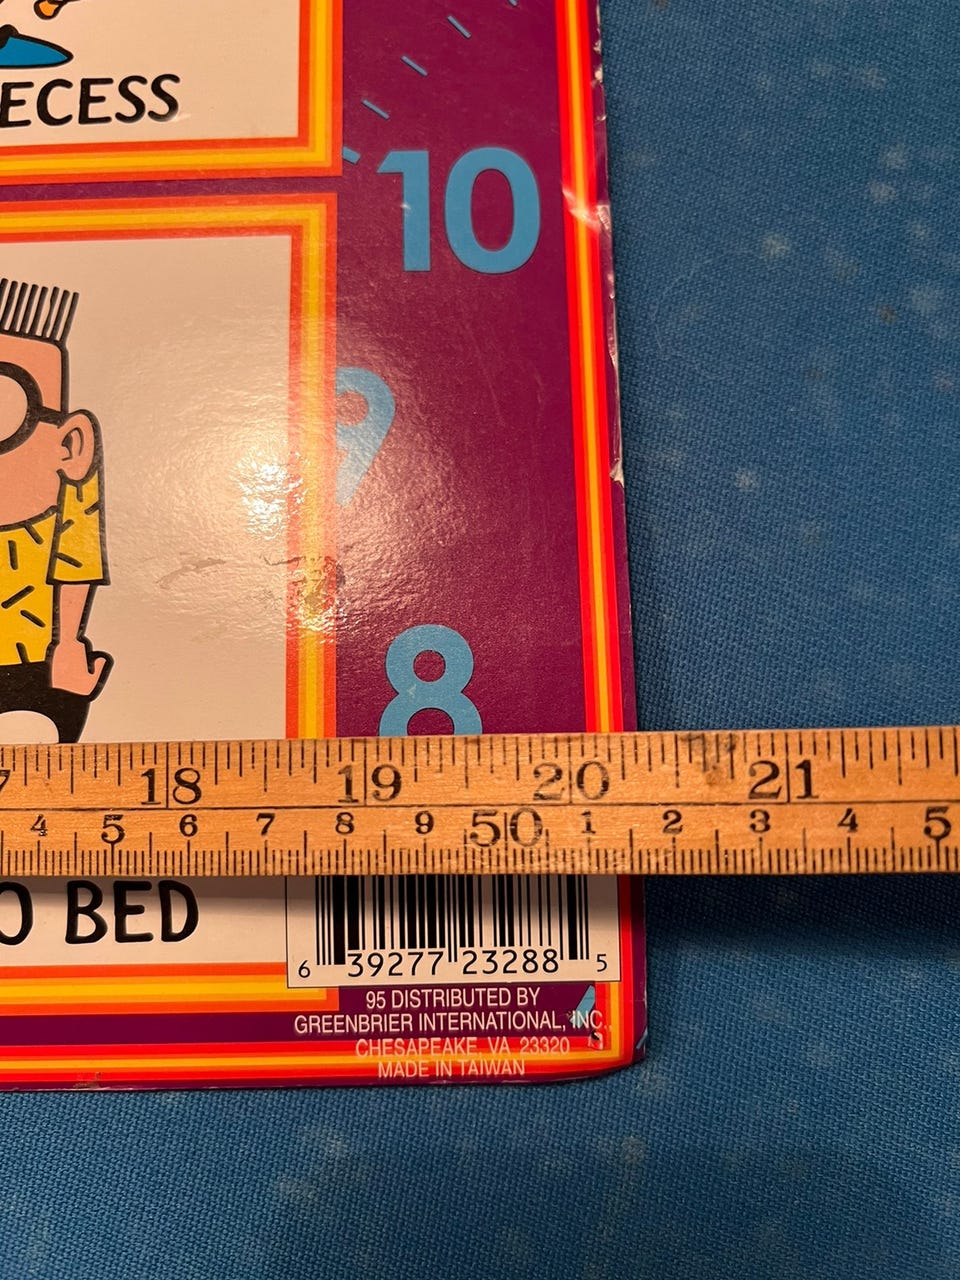 ECESS
10
9
8
7 18 19 20 21
4 5 6 7 8 9 50 1 2 3 4 5
O BED
6 39277 23288 5
95 DISTRIBUTED BY
GREENBRIER INTERNATIONAL, INC.,
CHESAPEAKE, VA 23320
MADE IN TAIWAN